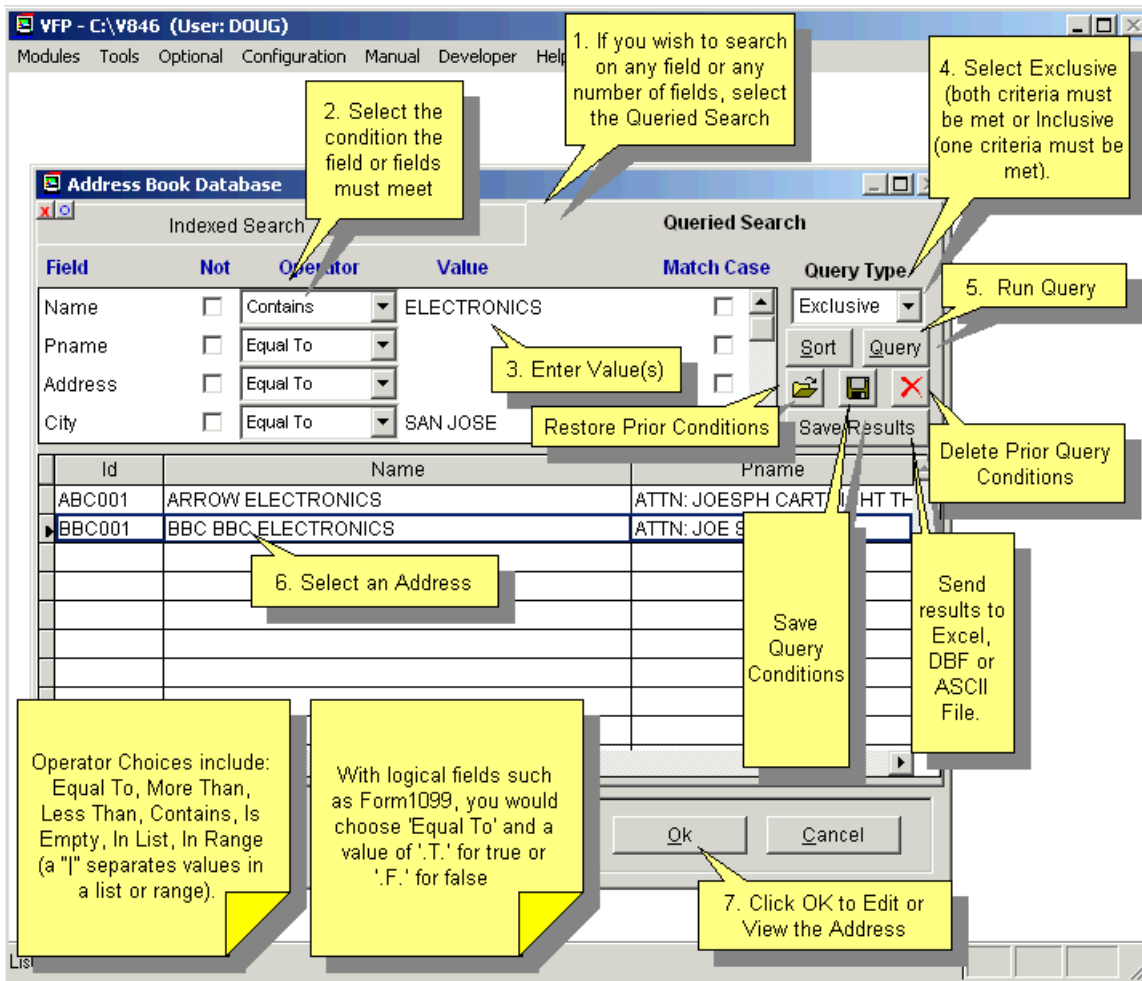 VFP - C:\V846 (User: DOUG)
Modules Tools Optional Configuration Manual Developer Help
1. If you wish to search
on any field or any
number of fields, select
the Queried Search
2. Select the
condition the
field or fields
must meet
4. Select Exclusive
(both criteria must
be met or Inclusive
(one criteria must be
met).
Address Book Database
Indexed Search
Queried Search
Field Not Operator Value Match Case Query Type
Name Contains ELECTRONICS Exclusive
5. Run Query
Pname Equal To Sort Query
3. Enter Value(s)
Address Equal To
City Equal To SAN JOSE
Restore Prior Conditions
Save Results
Delete Prior Query
Conditions
Id Name Pname
ABC001 ARROW ELECTRONICS ATTN: JOESPH HT TH
BBC001 BBC BBC ELECTRONICS ATTN: JOE S
6. Select an Address
Save
Query
Conditions
Send
results to
Excel,
DBF or
ASCII
File.
Operator Choices include:
Equal To, More Than,
Less Than, Contains, Is
Empty, In List, In Range
(a "|" separates values in
a list or range).
With logical fields such
as Form1099, you would
choose 'Equal To' and a
value of '.T.' for true or
'.F.' for false
Ok Cancel
7. Click OK to Edit or
View the Address